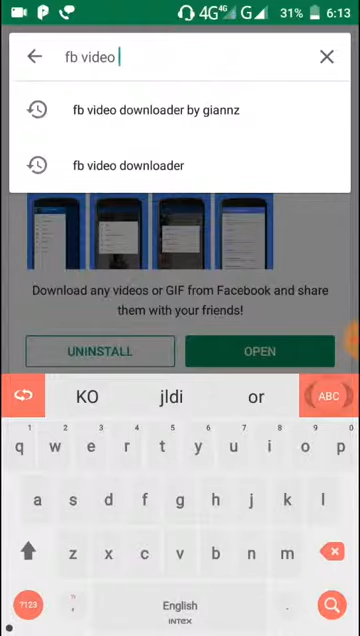 4G 4G G 31% 6:13
fb video
fb video downloader by giannz
fb video downloader
Download any videos or GIF from Facebook and share
them with your friends!
UNINSTALL OPEN
KO jldi or ABC
1 2 3 4 5 6 7 8 9 0
q w e r t y u i o p
a s d f g h j k l
z x c v b n m
?123 , English .
INTEX